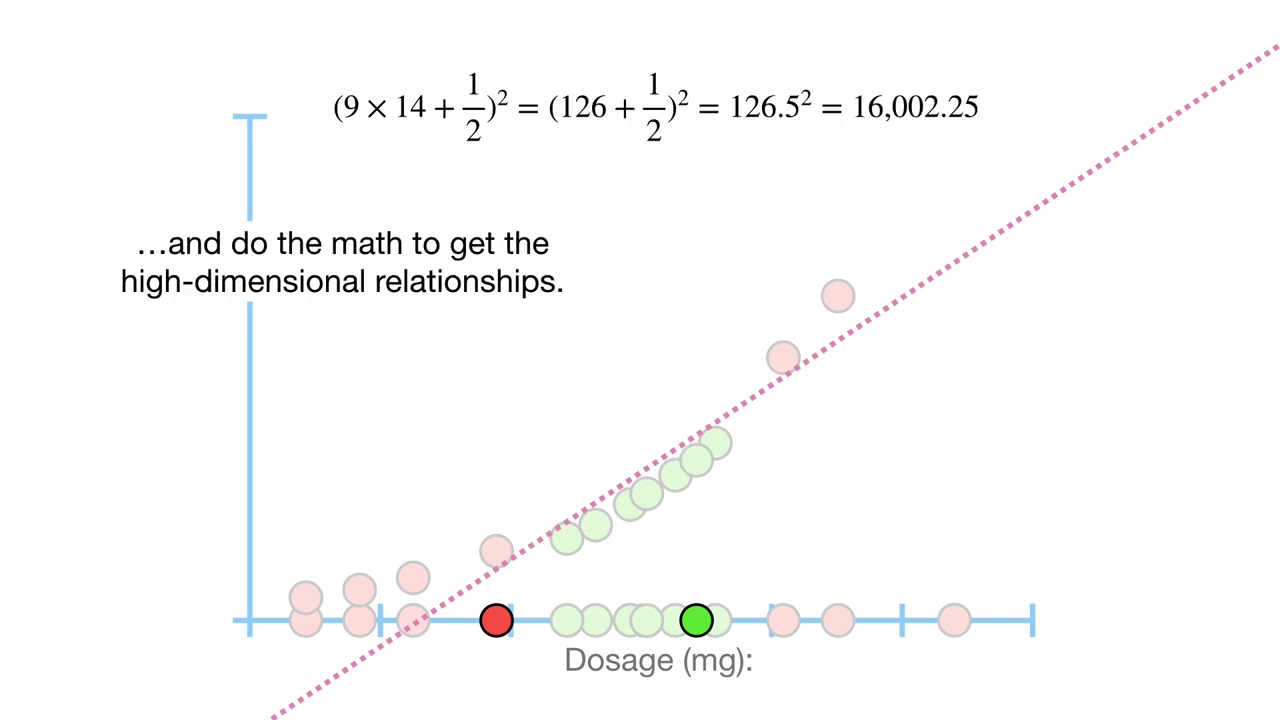 (9 × 14 + 1/2)² = (126 + 1/2)² = 126.5² = 16,002.25
…and do the math to get the
high-dimensional relationships.
Dosage (mg):